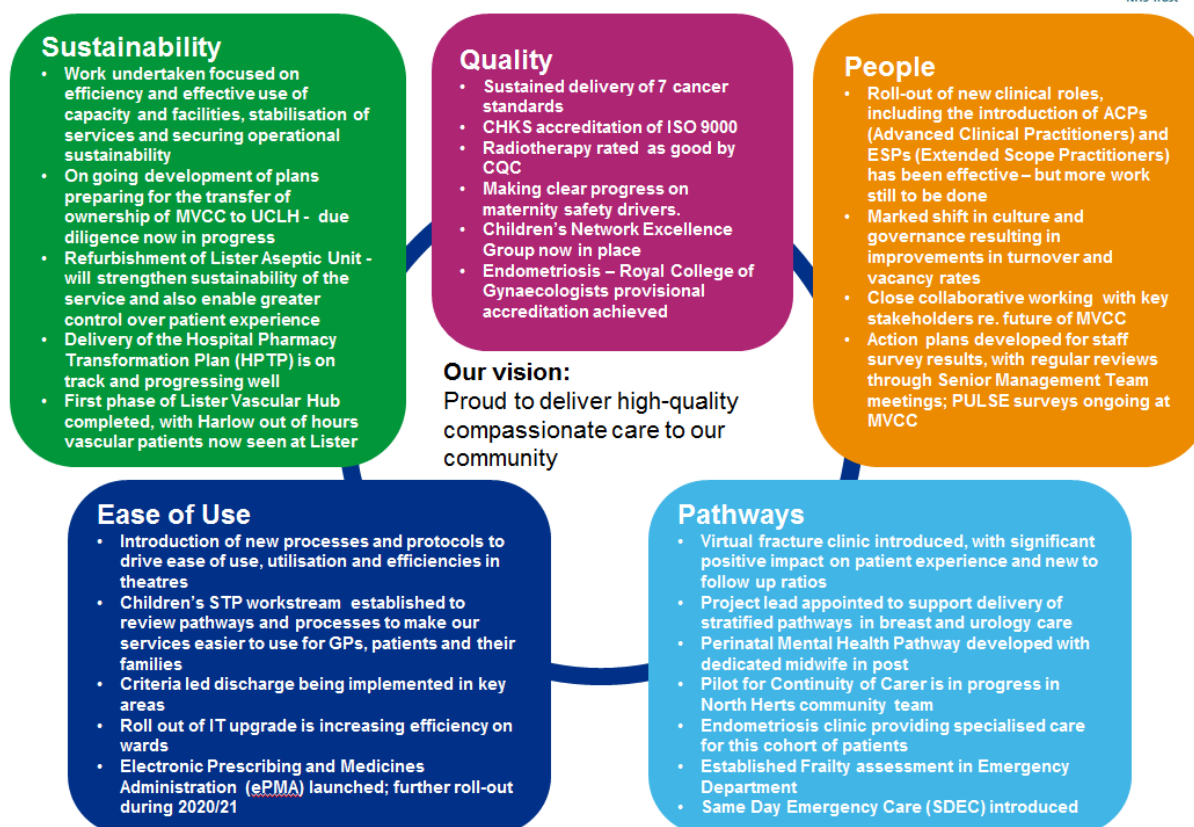 NHS Trust
Sustainability
• Work undertaken focused on
efficiency and effective use of
capacity and facilities, stabilisation of
services and securing operational
sustainability
• On going development of plans
preparing for the transfer of
ownership of MVCC to UCLH - due
diligence now in progress
• Refurbishment of Lister Aseptic Unit -
will strengthen sustainability of the
service and also enable greater
control over patient experience
• Delivery of the Hospital Pharmacy
Transformation Plan (HPTP) is on
track and progressing well
• First phase of Lister Vascular Hub
completed, with Harlow out of hours
vascular patients now seen at Lister
Quality
• Sustained delivery of 7 cancer
standards
• CHKS accreditation of ISO 9000
• Radiotherapy rated as good by
CQC
• Making clear progress on
maternity safety drivers.
• Children's Network Excellence
Group now in place
• Endometriosis – Royal College of
Gynaecologists provisional
accreditation achieved
People
• Roll-out of new clinical roles,
including the introduction of ACPs
(Advanced Clinical Practitioners) and
ESPs (Extended Scope Practitioners)
has been effective – but more work
still to be done
• Marked shift in culture and
governance resulting in
improvements in turnover and
vacancy rates
• Close collaborative working with key
stakeholders re. future of MVCC
• Action plans developed for staff
survey results, with regular reviews
through Senior Management Team
meetings; PULSE surveys ongoing at
MVCC
Our vision:
Proud to deliver high-quality
compassionate care to our
community
Ease of Use
• Introduction of new processes and protocols to
drive ease of use, utilisation and efficiencies in
theatres
• Children's STP workstream established to
review pathways and processes to make our
services easier to use for GPs, patients and their
families
• Criteria led discharge being implemented in key
areas
• Roll out of IT upgrade is increasing efficiency on
wards
• Electronic Prescribing and Medicines
Administration (ePMA) launched; further roll-out
during 2020/21
Pathways
• Virtual fracture clinic introduced, with significant
positive impact on patient experience and new to
follow up ratios
• Project lead appointed to support delivery of
stratified pathways in breast and urology care
• Perinatal Mental Health Pathway developed with
dedicated midwife in post
• Pilot for Continuity of Carer is in progress in
North Herts community team
• Endometriosis clinic providing specialised care
for this cohort of patients
• Established Frailty assessment in Emergency
Department
• Same Day Emergency Care (SDEC) introduced